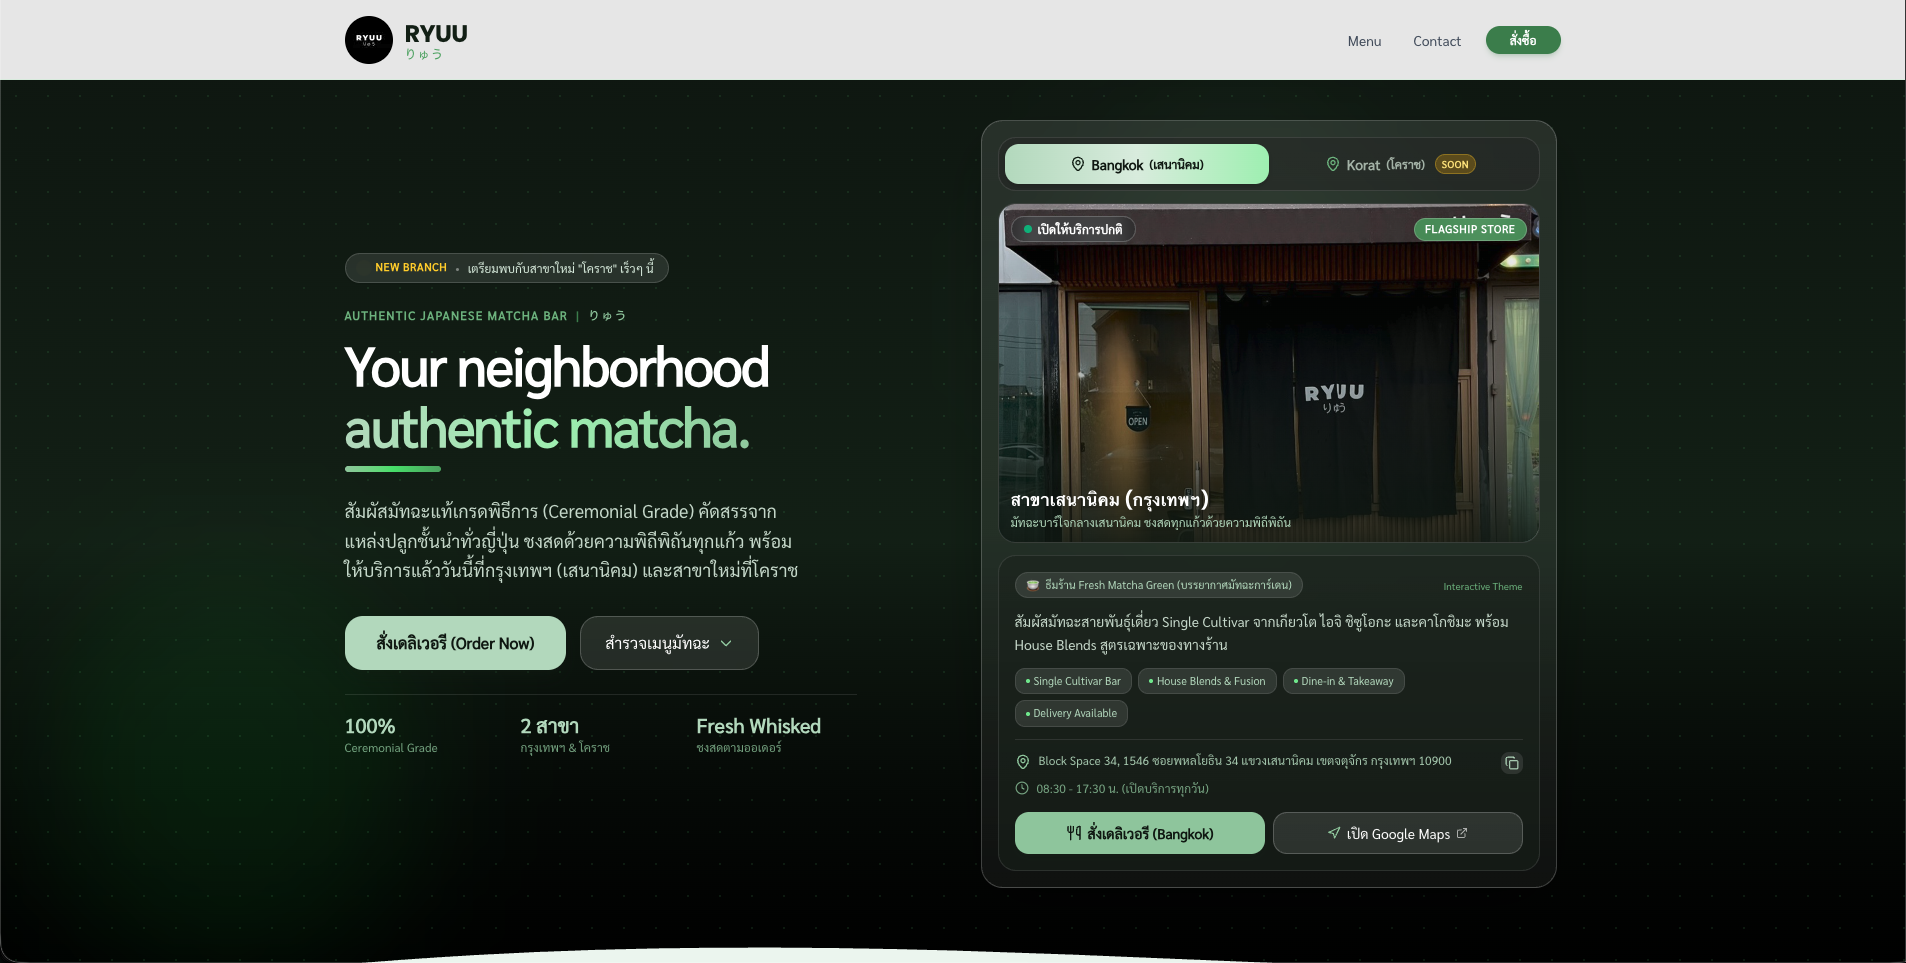 RYUU
りゅう
RYUU
りゅう
Menu
Contact
สั่งซื้อ
NEW BRANCH • เตรียมพบกับสาขาใหม่ "โคราช" เร็วๆ นี้
AUTHENTIC JAPANESE MATCHA BAR | りゅう
Your neighborhood
authentic matcha.
สัมผัสมัทฉะแท้เกรดพิธีการ (Ceremonial Grade) คัดสรรจาก
แหล่งปลูกชั้นนำทั่วญี่ปุ่น ชงสดด้วยความพิถีพิถันทุกแก้ว พร้อม
ให้บริการแล้ววันนี้ที่กรุงเทพฯ (เสนานิคม) และสาขาใหม่ที่โคราช
สั่งเดลิเวอรี (Order Now)
สำรวจเมนูมัทฉะ
100%
Ceremonial Grade
2 สาขา
กรุงเทพฯ & โคราช
Fresh Whisked
ชงสดตามออเดอร์
Bangkok (เสนานิคม)
Korat (โคราช) SOON
เปิดให้บริการปกติ
FLAGSHIP STORE
RYUU
りゅう
OPEN
สาขาเสนานิคม (กรุงเทพฯ)
มัทฉะบาร์ใจกลางเสนานิคม ชงสดทุกแก้วด้วยความพิถีพิถัน
🍵 ธีมร้าน Fresh Matcha Green (บรรยากาศมัทฉะการ์เดน)
Interactive Theme
สัมผัสมัทฉะสายพันธุ์เดี่ยว Single Cultivar จากเกียวโต ไอจิ ชิซูโอกะ และคาโกชิมะ พร้อม
House Blends สูตรเฉพาะของทางร้าน
• Single Cultivar Bar
• House Blends & Fusion
• Dine-in & Takeaway
• Delivery Available
Block Space 34, 1546 ซอยพหลโยธิน 34 แขวงเสนานิคม เขตจตุจักร กรุงเทพฯ 10900
08:30 - 17:30 น. (เปิดบริการทุกวัน)
สั่งเดลิเวอรี (Bangkok)
เปิด Google Maps